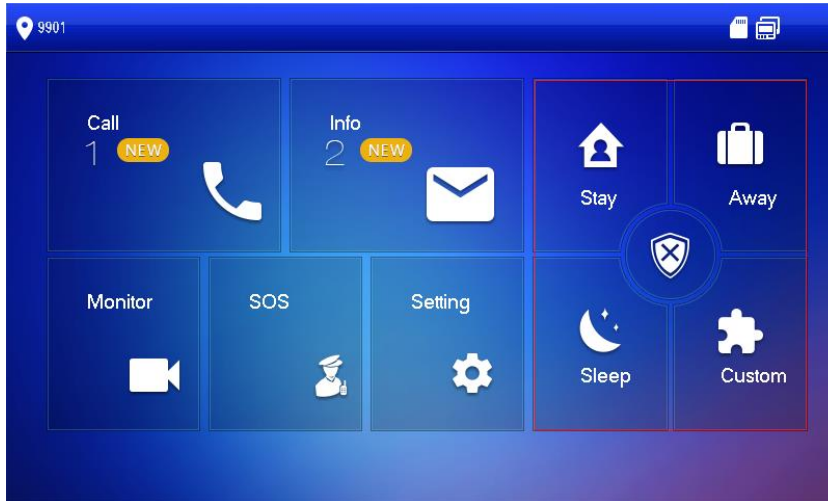 9901
Call
1 NEW
Info
2 NEW
Stay
Away
Monitor
SOS
Setting
Sleep
Custom